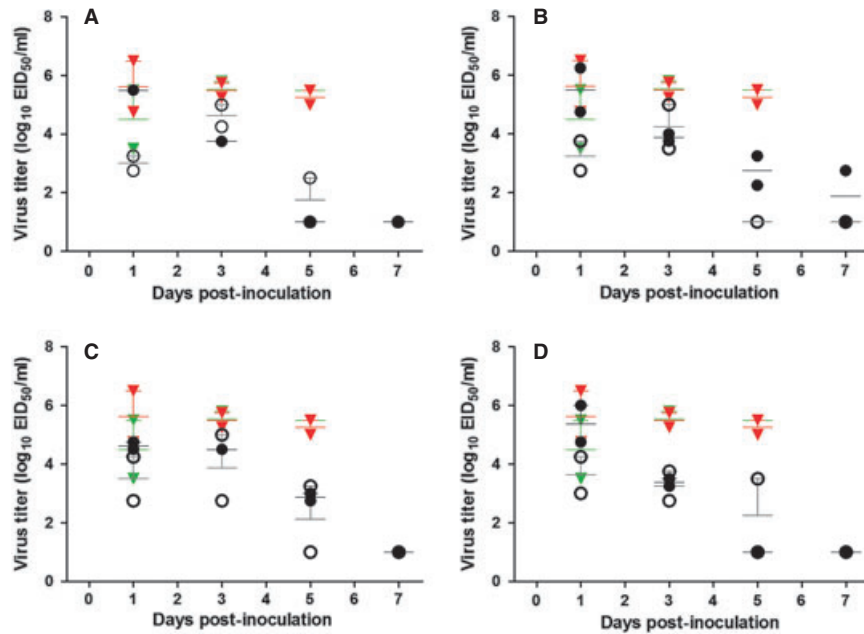 A
Virus titer (log10 EID50/ml)
8
6
4
2
0
0 1 2 3 4 5 6 7
Days post-inoculation
B
Virus titer (log10 EID50/ml)
8
6
4
2
0
0 1 2 3 4 5 6 7
Days post-inoculation
C
Virus titer (log10 EID50/ml)
8
6
4
2
0
0 1 2 3 4 5 6 7
Days post-inoculation
D
Virus titer (log10 EID50/ml)
8
6
4
2
0
0 1 2 3 4 5 6 7
Days post-inoculation